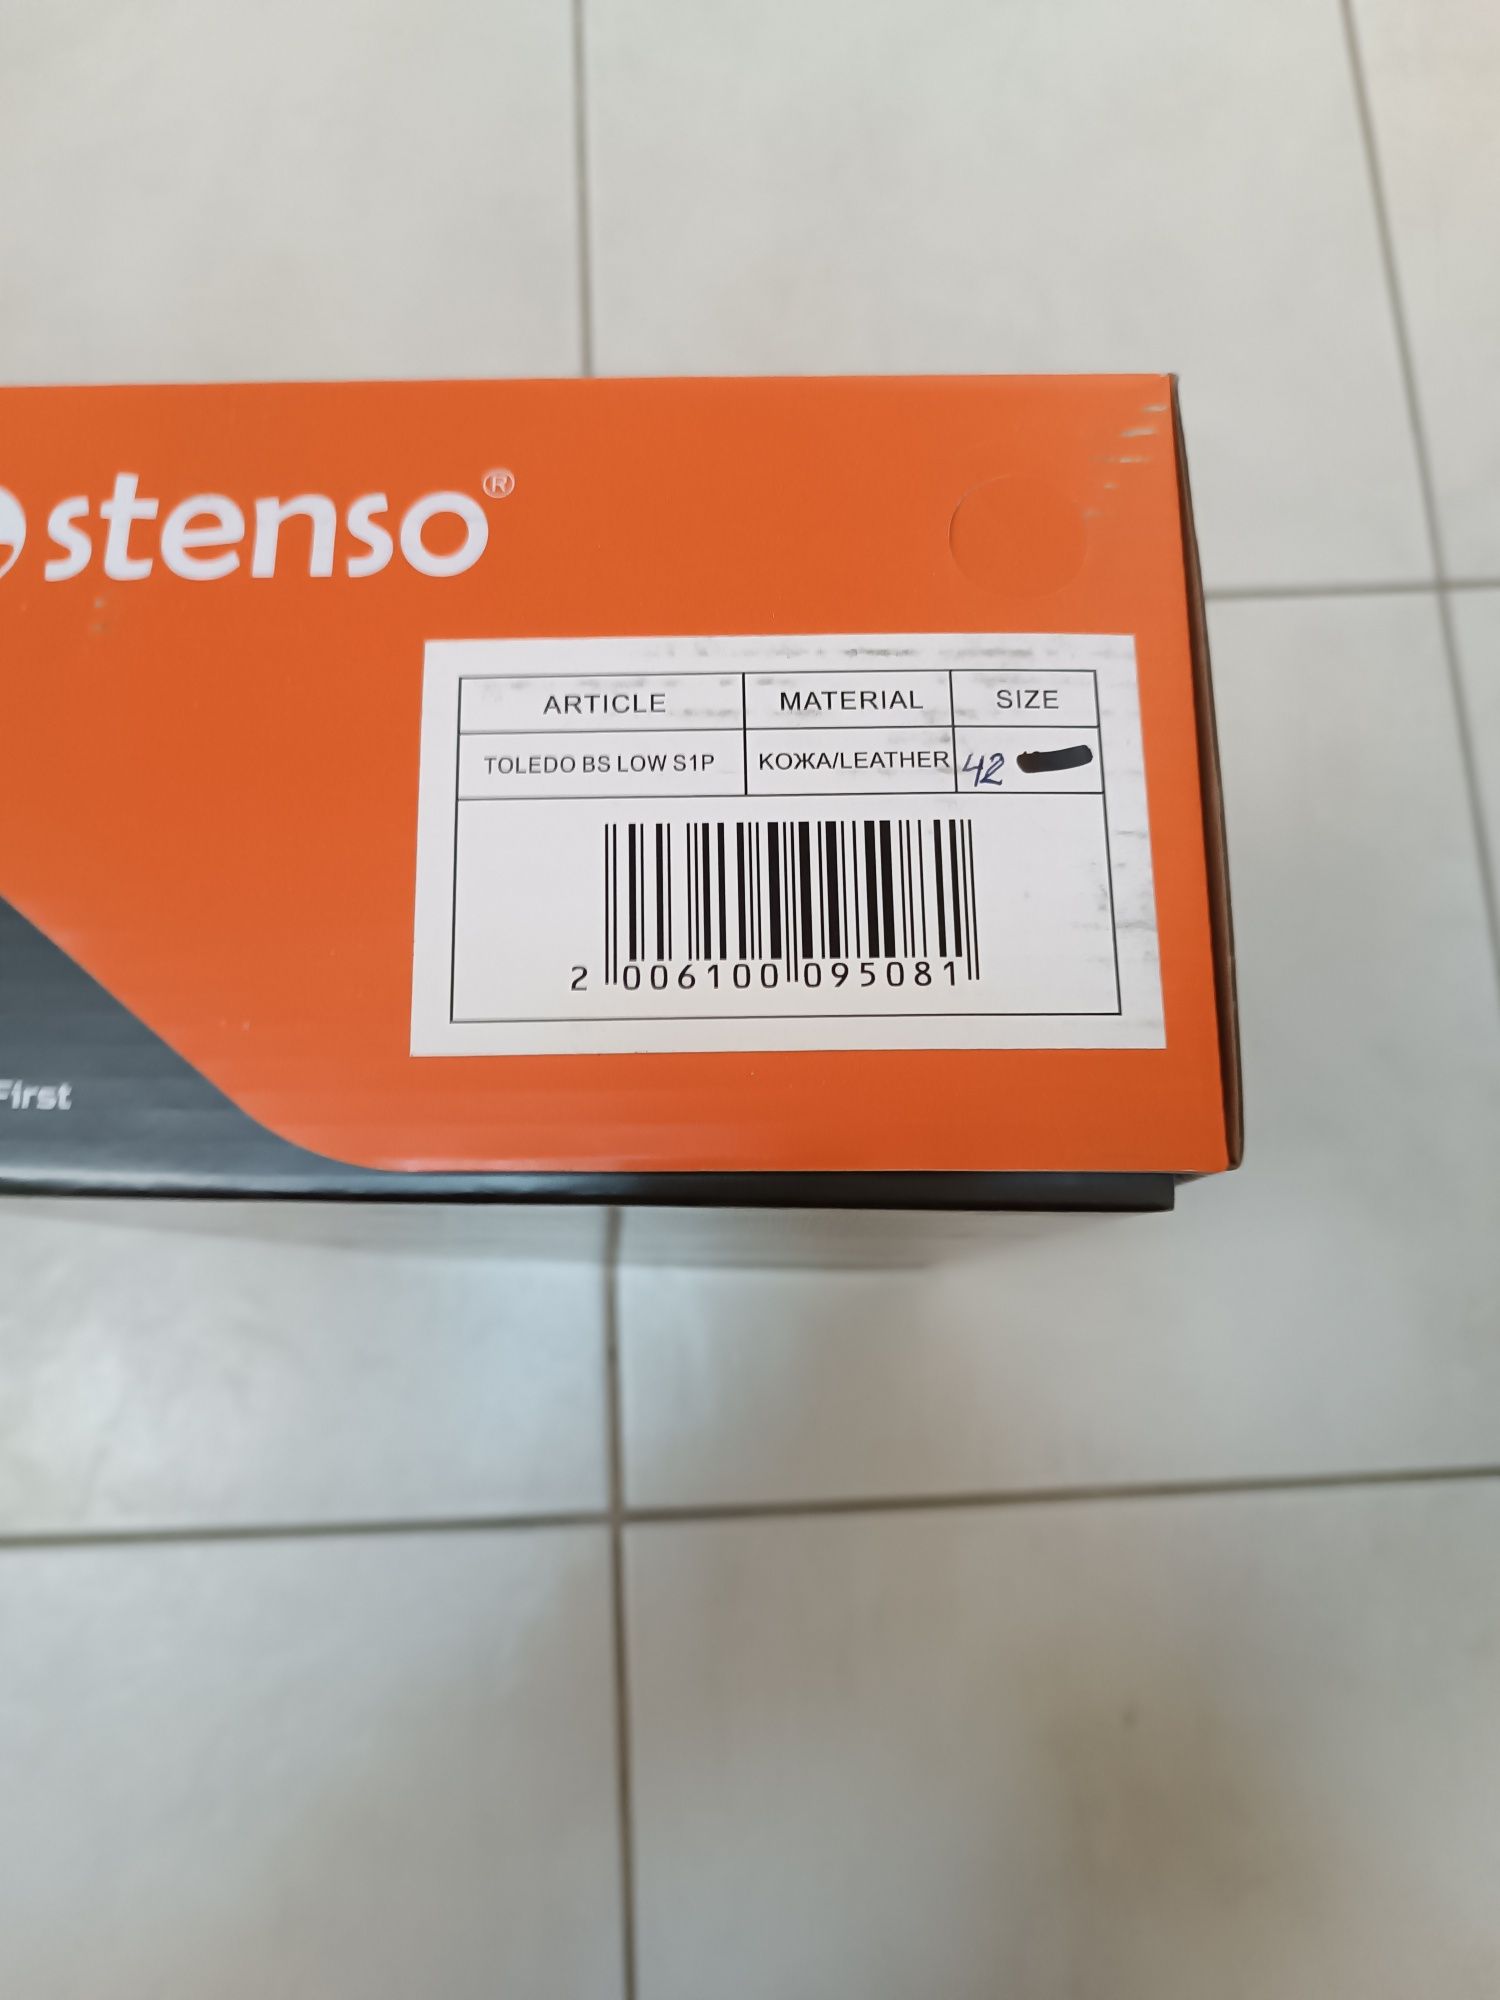 stenso®
ARTICLE MATERIAL SIZE
TOLEDO BS LOW S1P КОЖА/LEATHER 42
2 006100 095081
First